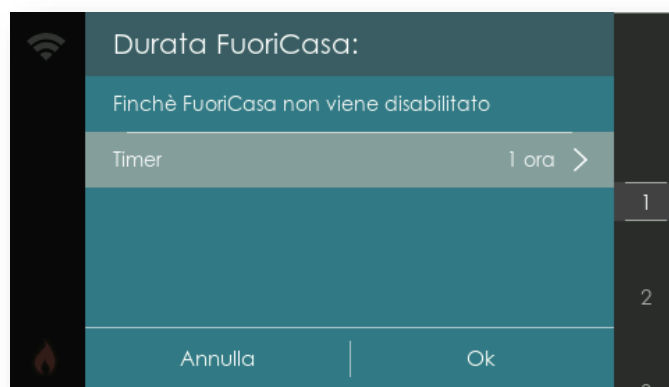 Durata FuoriCasa:
Finchè FuoriCasa non viene disabilitato
Timer 1 ora
1
2
Annulla Ok